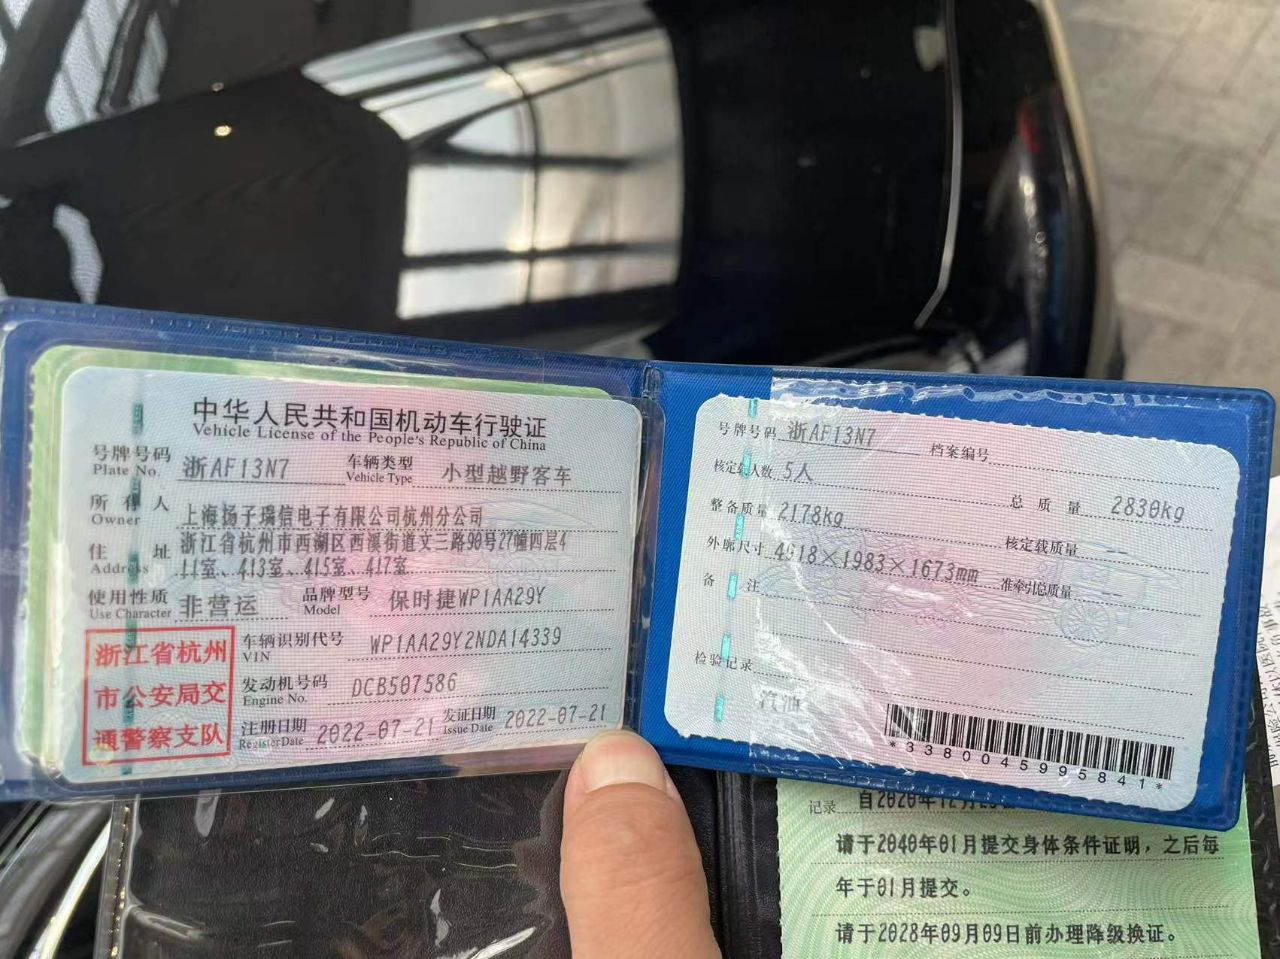 中华人民共和国机动车行驶证
Vehicle License of the People's Republic of China
号牌号码 浙AF13N7 车辆类型 小型越野客车
Plate No. Vehicle Type
所有人 上海扬子瑞信电子有限公司杭州分公司
Owner
住址 浙江省杭州市西湖区西溪街道文三路90号27幢四层4
Address 11室、413室、415室、417室
使用性质 非营运 品牌型号 保时捷WP1AA29Y
Use Character Model
浙江省杭州
市公安局交
通警察支队
车辆识别代号 WP1AA29Y2NDA14339
VIN
发动机号码 DCB507586
Engine No.
注册日期 2022-07-21 发证日期 2022-07-21
Register Date Issue Date
号牌号码 浙AF13N7 档案编号
核定载人数 5人 总质量 2830kg
整备质量 2178kg 核定载质量
外廓尺寸 4918×1983×1673mm 准牵引总质量
备注
检验记录
汽油
*3380045995841*
记录
请于2040年01月提交身体条件证明，之后每
年于01月提交。
请于2028年09月09日前办理降级换证。